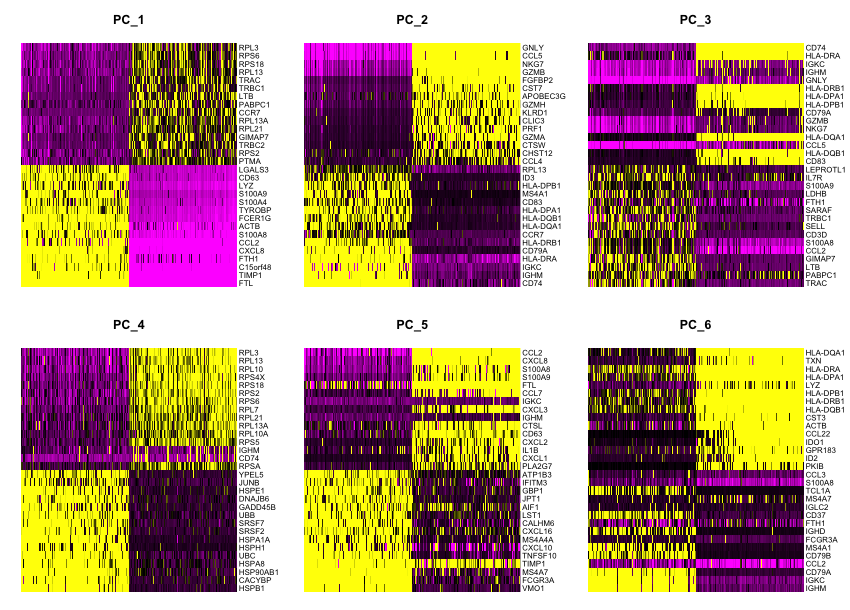 PC_1
RPL3
RPS6
RPS18
RPL13
TRAC
TRBC1
LTB
PABPC1
CCR7
RPL13A
RPL21
GIMAP7
TRBC2
RPS2
PTMA
LGALS3
CD63
LYZ
S100A9
S100A4
TYROBP
FCER1G
ACTB
S100A8
CCL2
CXCL8
FTH1
C15orf48
TIMP1
FTL
PC_2
GNLY
CCL5
NKG7
GZMB
FGFBP2
CST7
APOBEC3G
GZMH
KLRD1
CLIC3
PRF1
GZMA
CTSW
CHST12
CCL4
RPL13
ID3
HLA-DPB1
MS4A1
CD83
HLA-DPA1
HLA-DQB1
HLA-DQA1
CCR7
HLA-DRB1
CD79A
HLA-DRA
IGKC
IGHM
CD74
PC_3
CD74
HLA-DRA
IGKC
IGHM
GNLY
HLA-DRB1
HLA-DPA1
HLA-DPB1
CD79A
GZMB
NKG7
HLA-DQA1
CCL5
HLA-DQB1
CD83
LEPROTL1
IL7R
S100A9
LDHB
FTH1
SARAF
TRBC1
SELL
CD3D
S100A8
CCL2
GIMAP7
LTB
PABPC1
TRAC
PC_4
RPL3
RPL13
RPL10
RPS4X
RPS18
RPS2
RPS6
RPL7
RPL21
RPL13A
RPL10A
RPS5
IGHM
CD74
RPSA
YPEL5
JUNB
HSPE1
DNAJB6
GADD45B
UBB
SRSF7
SRSF2
HSPA1A
HSPH1
UBC
HSPA8
HSP90AB1
CACYBP
HSPB1
PC_5
CCL2
CXCL8
S100A8
S100A9
FTL
CCL7
IGKC
CXCL3
IGHM
CTSL
CD63
CXCL2
IL1B
CXCL1
PLA2G7
ATP1B3
IFITM3
GBP1
JPT1
AIF1
LST1
CALHM6
CXCL16
MS4A4A
CXCL10
TNFSF10
TIMP1
MS4A7
FCGR3A
VMO1
PC_6
HLA-DQA1
TXN
HLA-DRA
HLA-DPA1
LYZ
HLA-DPB1
HLA-DRB1
HLA-DQB1
CST3
ACTB
CCL22
IDO1
GPR183
ID2
PKIB
CCL3
S100A8
TCL1A
MS4A7
IGLC2
CD37
FTH1
IGHD
FCGR3A
MS4A1
CD79B
CCL2
CD79A
IGKC
IGHM